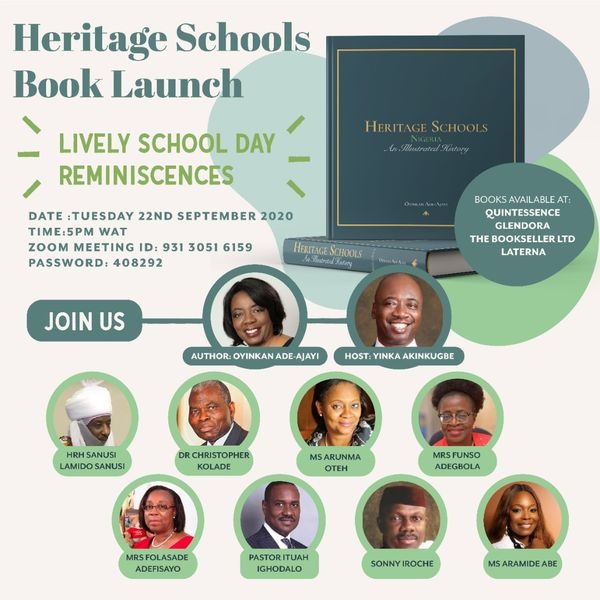 Heritage Schools
Book Launch
LIVELY SCHOOL DAY
REMINISCENCES
DATE :TUESDAY 22ND SEPTEMBER 2020
TIME:5PM WAT
ZOOM MEETING ID: 931 3051 6159
PASSWORD: 408292
HERITAGE SCHOOLS
NIGERIA
An Illustrated History
OYINKAN ADE-AJAYI
HERITAGE SCHOOLS
An Illustrated History
BOOKS AVAILABLE AT:
QUINTESSENCE
GLENDORA
THE BOOKSELLER LTD
LATERNA
JOIN US
AUTHOR: OYINKAN ADE-AJAYI
HOST: YINKA AKINKUGBE
HRH SANUSI
LAMIDO SANUSI
DR CHRISTOPHER
KOLADE
MS ARUNMA
OTEH
MRS FUNSO
ADEGBOLA
MRS FOLASADE
ADEFISAYO
PASTOR ITUAH
IGHODALO
SONNY IROCHE
MS ARAMIDE ABE